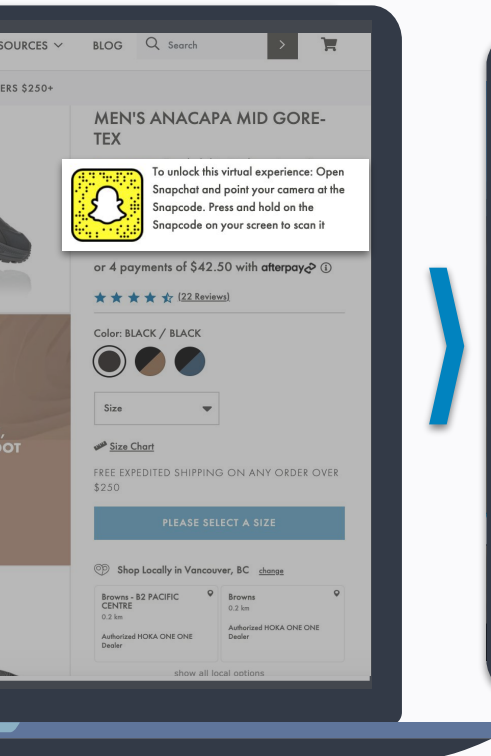 SOURCES
BLOG
Search
ERS $250+
MEN'S ANACAPA MID GORE-
TEX
To unlock this virtual experience: Open
Snapchat and point your camera at the
Snapcode. Press and hold on the
Snapcode on your screen to scan it
or 4 payments of $42.50 with afterpay
(22 Reviews)
Color: BLACK / BLACK
Size
Size Chart
FREE EXPEDITED SHIPPING ON ANY ORDER OVER
$250
OOT
PLEASE SELECT A SIZE
Shop Locally in Vancouver, BC change
Browns - B2 PACIFIC
CENTRE
0.2 km
Authorized HOKA ONE ONE
Dealer
Browns
0.2 km
Authorized HOKA ONE ONE
Dealer
show all local options